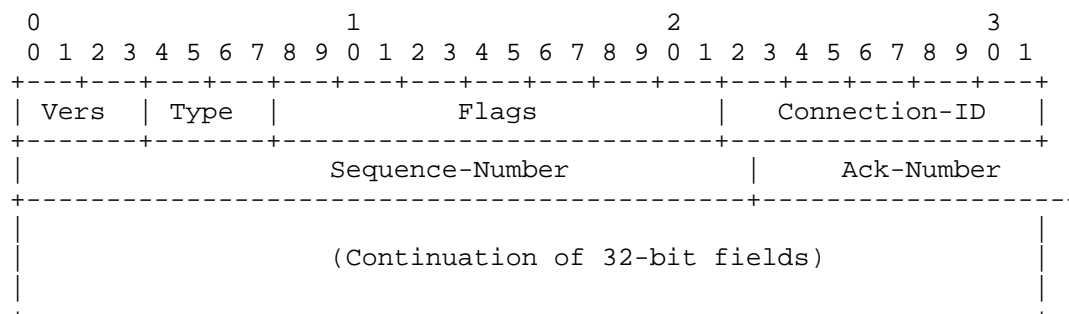 0                   1                   2                   3
 0 1 2 3 4 5 6 7 8 9 0 1 2 3 4 5 6 7 8 9 0 1 2 3 4 5 6 7 8 9 0 1
+---+---+---+---+---+---+---+---+---+---+---+---+---+---+---+---+
| Vers  | Type  |           Flags           |   Connection-ID   |
+-------+-------+---------------------------+-------------------+
|                   Sequence-Number           |     Ack-Number
+---------------------------------------------+--------------------
|                                                               |
|                   (Continuation of 32-bit fields)             |
|                                                               |